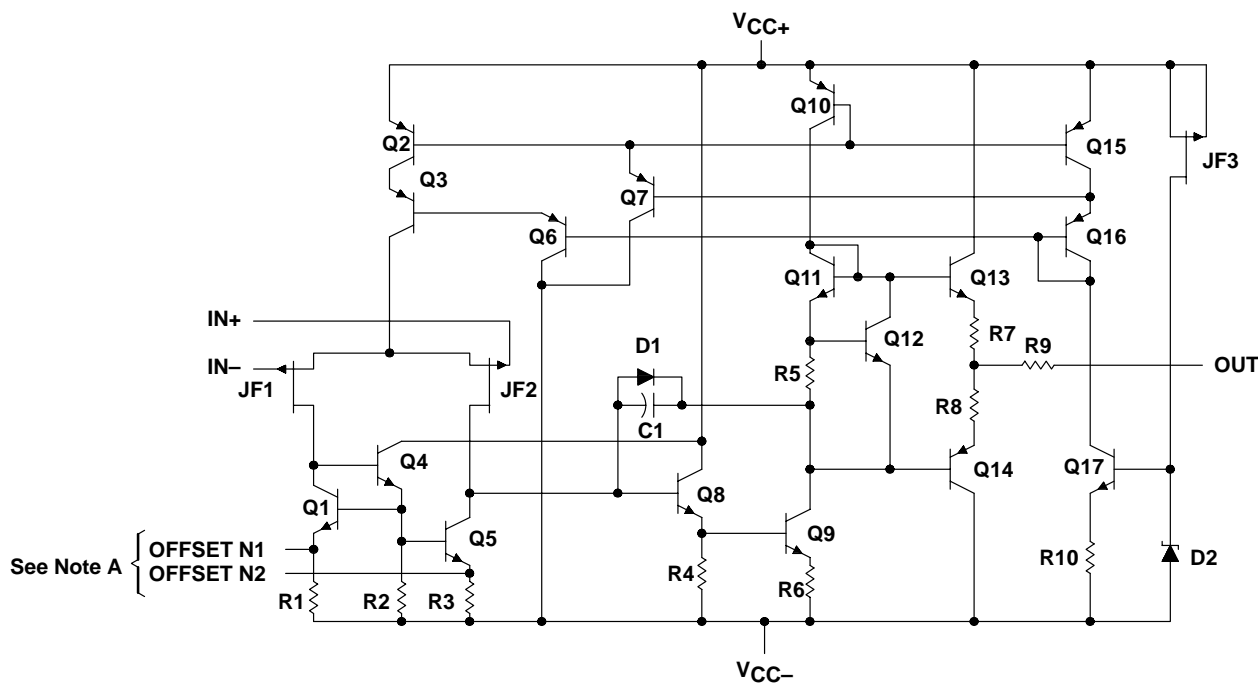 VCC+
Q10
Q2
Q15
JF3
Q3
Q7
Q6
Q16
Q11
Q13
IN+
R7
Q12
R9
IN–
D1
OUT
JF1
JF2
R5
R8
C1
Q4
Q14
Q17
Q8
Q1
Q5
Q9
OFFSET N1
See Note A
OFFSET N2
R10
D2
R4
R6
R1
R2
R3
VCC–